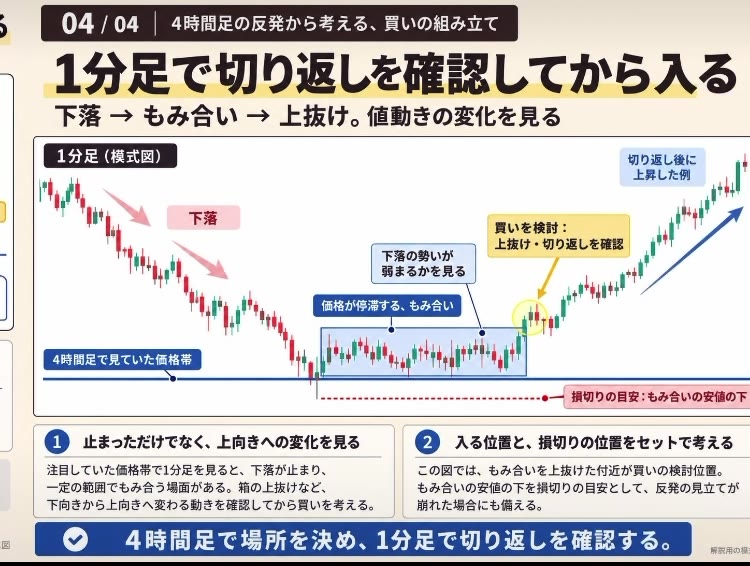 る
04 / 04 | 4時間足の反発から考える、買いの組み立て
1分足で切り返しを確認してから入る
下落 → もみ合い → 上抜け。値動きの変化を見る
1分足（模式図）
切り返し後に
上昇した例
下落
買いを検討：
上抜け・切り返しを確認
下落の勢いが
弱まるかを見る
価格が停滞する、もみ合い
4時間足で見ていた価格帯
損切りの目安：もみ合いの安値の下
1 止まっただけでなく、上向きへの変化を見る
注目していた価格帯で1分足を見ると、下落が止まり、
一定の範囲でもみ合う場面がある。箱の上抜けなど、
下向きから上向きへ変わる動きを確認してから買いを考える。
2 入る位置と、損切りの位置をセットで考える
この図では、もみ合いを上抜けた付近が買いの検討位置。
もみ合いの安値の下を損切りの目安として、反発の見立てが
崩れた場合にも備える。
4時間足で場所を決め、1分足で切り返しを確認する。
図
解説用の模